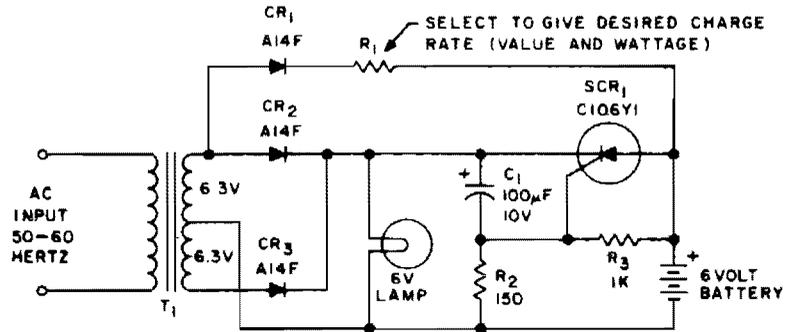 CR1
A14F
R1
SELECT TO GIVE DESIRED CHARGE
RATE (VALUE AND WATTAGE)
SCR1
C106Y1
CR2
A14F
AC
INPUT
50-60
HERTZ
6.3V
6.3V
T1
CR3
A14F
6V
LAMP
+
C1
100μF
10V
R2
150
R3
1K
+
6 VOLT
BATTERY